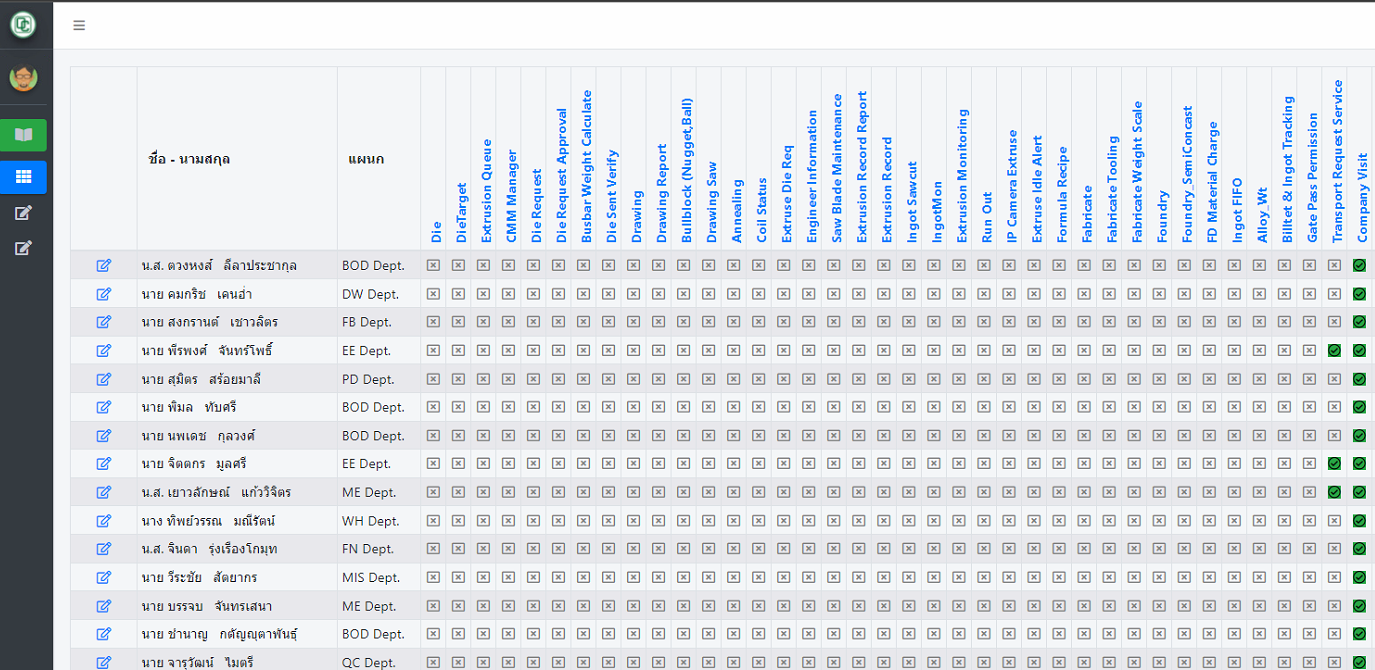 ชื่อ - นามสกุล
แผนก
Die
DieTarget
Extrusion Queue
CMM Manager
Die Request
Die Request Approval
Busbar Weight Calculate
Die Sent Verify
Drawing
Drawing Report
Bullblock (Nugget,Ball)
Drawing Saw
Annealing
Coil Status
Extruse Die Req
Engineer Information
Saw Blade Maintenance
Extrusion Record Report
Extrusion Record
Ingot Sawcut
IngotMon
Extrusion Monitoring
Run Out
IP Camera Extruse
Extruse Idle Alert
Formula Recipe
Fabricate
Fabricate Tooling
Fabricate Weight Scale
Foundry
Foundry_SemiConcast
FD Material Charge
Ingot FIFO
Alloy_Wt
Billtet & Ingot Tracking
Gate Pass Permission
Transport Request Service
Company Visit
น.ส. ตวงหงส์ ลีลาประชากุล BOD Dept.
นาย คมกริช เคนอ่ำ DW Dept.
นาย สงกรานต์ เชาวลิตร FB Dept.
นาย พีรพงศ์ จันทร์โพธิ์ EE Dept.
นาย สุมิตร สร้อยมาลี PD Dept.
นาย พิมล ทับศรี BOD Dept.
นาย นพเดช กุลวงศ์ BOD Dept.
นาย จิตตกร มูลศรี EE Dept.
น.ส. เยาวลักษณ์ แก้ววิจิตร ME Dept.
นาง ทิพย์วรรณ มณีรัตน์ WH Dept.
น.ส. จินดา รุ่งเรืองโกมุท FN Dept.
นาย วีระชัย สัตยากร MIS Dept.
นาย บรรจบ จันทรเสนา ME Dept.
นาย ชำนาญ กตัญญุตาพันธุ์ BOD Dept.
นาย จารุวัฒน์ ไมตรี QC Dept.